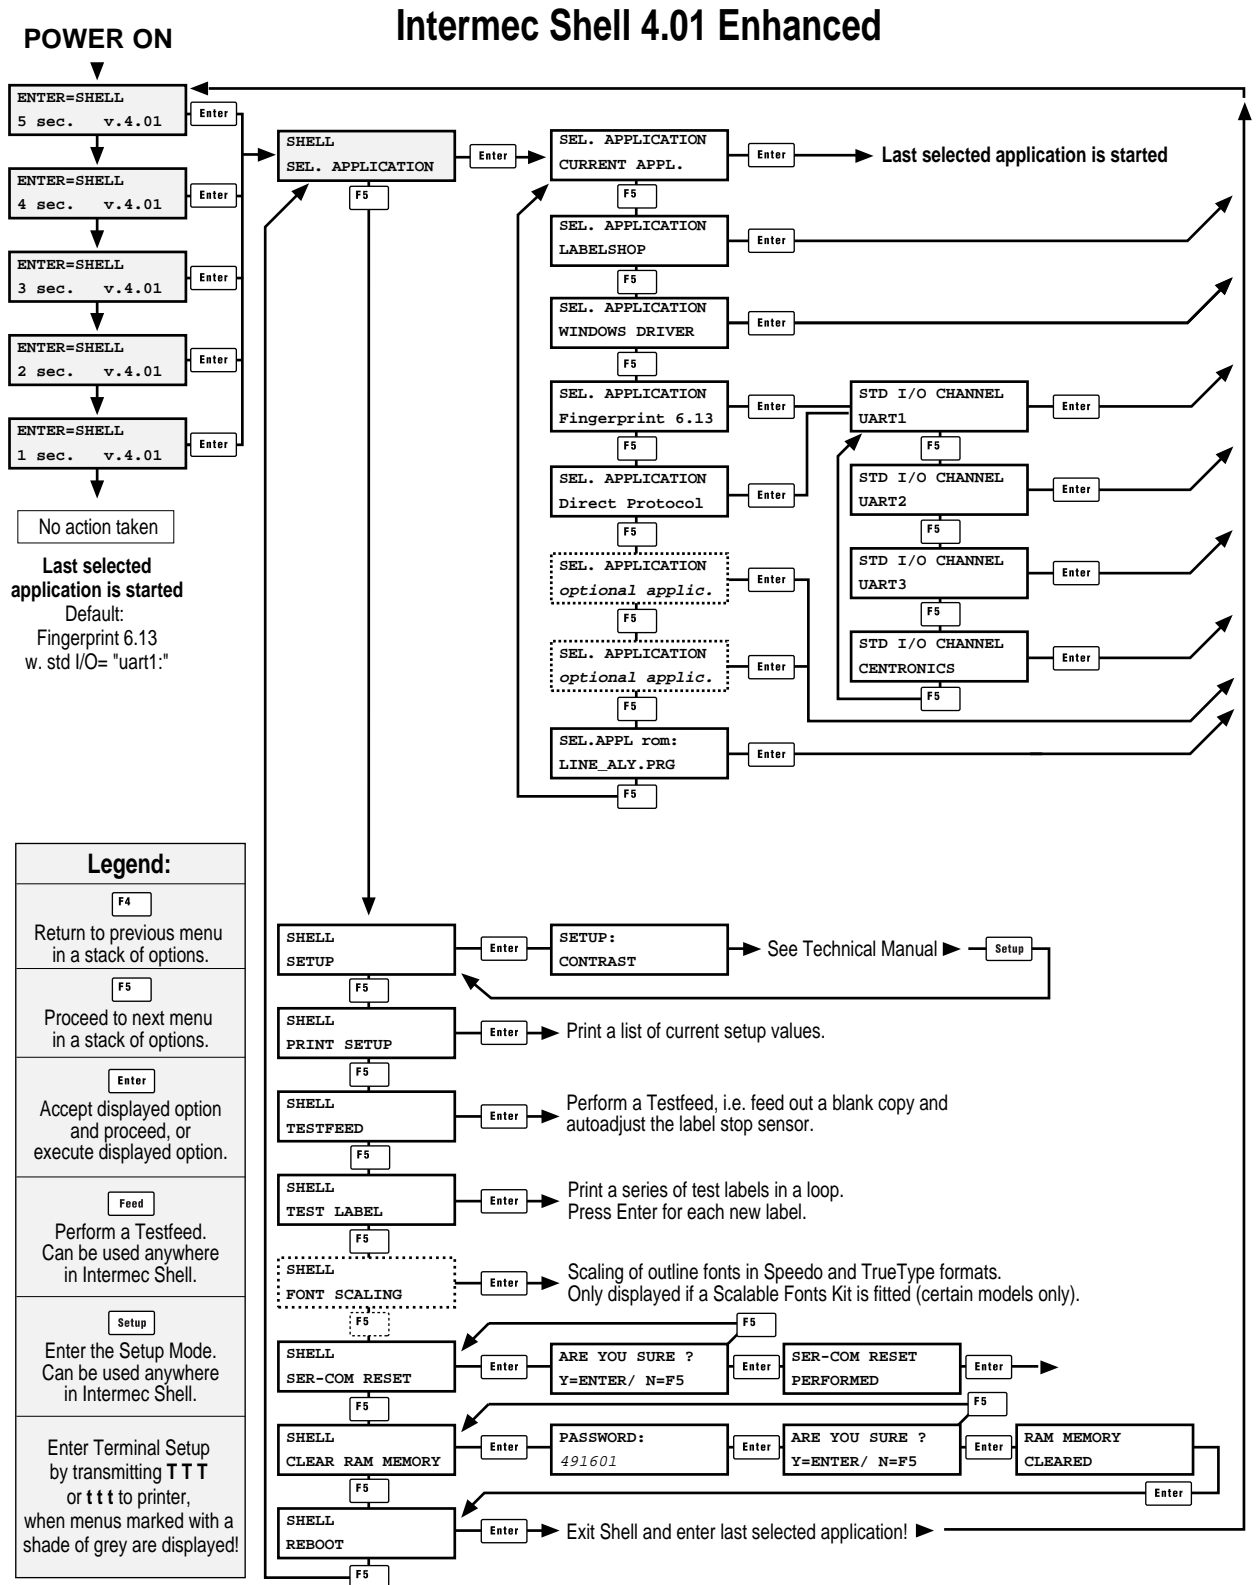 Intermec Shell 4.01 Enhanced
POWER ON
ENTER=SHELL
5 sec. v.4.01
Enter
ENTER=SHELL
4 sec. v.4.01
Enter
ENTER=SHELL
3 sec. v.4.01
Enter
ENTER=SHELL
2 sec. v.4.01
Enter
ENTER=SHELL
1 sec. v.4.01
Enter
No action taken
Last selected
application is started
Default:
Fingerprint 6.13
w. std I/O= "uart1:"
SHELL
SEL. APPLICATION
Enter
F5
SEL. APPLICATION
CURRENT APPL.
Enter
Last selected application is started
F5
SEL. APPLICATION
LABELSHOP
Enter
F5
SEL. APPLICATION
WINDOWS DRIVER
Enter
F5
SEL. APPLICATION
Fingerprint 6.13
Enter
F5
SEL. APPLICATION
Direct Protocol
Enter
F5
SEL. APPLICATION
optional applic.
Enter
F5
SEL. APPLICATION
optional applic.
Enter
F5
SEL.APPL rom:
LINE_ALY.PRG
Enter
F5
STD I/O CHANNEL
UART1
Enter
F5
STD I/O CHANNEL
UART2
Enter
F5
STD I/O CHANNEL
UART3
Enter
F5
STD I/O CHANNEL
CENTRONICS
Enter
F5
Legend:
F4
Return to previous menu
in a stack of options.
F5
Proceed to next menu
in a stack of options.
Enter
Accept displayed option
and proceed, or
execute displayed option.
Feed
Perform a Testfeed.
Can be used anywhere
in Intermec Shell.
Setup
Enter the Setup Mode.
Can be used anywhere
in Intermec Shell.
Enter Terminal Setup
by transmitting T T T
or t t t to printer,
when menus marked with a
shade of grey are displayed!
SHELL
SETUP
Enter
SETUP:
CONTRAST
See Technical Manual
Setup
F5
SHELL
PRINT SETUP
Enter
Print a list of current setup values.
F5
SHELL
TESTFEED
Enter
Perform a Testfeed, i.e. feed out a blank copy and
autoadjust the label stop sensor.
F5
SHELL
TEST LABEL
Enter
Print a series of test labels in a loop.
Press Enter for each new label.
F5
SHELL
FONT SCALING
Enter
Scaling of outline fonts in Speedo and TrueType formats.
Only displayed if a Scalable Fonts Kit is fitted (certain models only).
F5
F5
SHELL
SER-COM RESET
Enter
ARE YOU SURE ?
Y=ENTER/ N=F5
Enter
SER-COM RESET
PERFORMED
Enter
F5
F5
SHELL
CLEAR RAM MEMORY
Enter
PASSWORD:
491601
Enter
ARE YOU SURE ?
Y=ENTER/ N=F5
Enter
RAM MEMORY
CLEARED
Enter
F5
SHELL
REBOOT
Enter
Exit Shell and enter last selected application!
F5